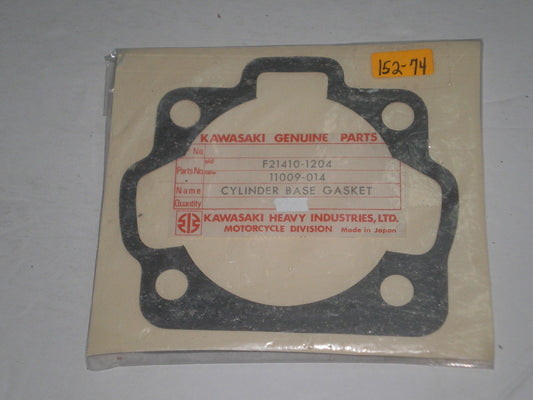 152-74
KAWASAKI GENUINE PARTS
No
F21410-1204
Parts No.
11009-014
Name CYLINDER BASE GASKET
Quantity
KAWASAKI HEAVY INDUSTRIES, LTD.
MOTORCYCLE DIVISION Made in Japan